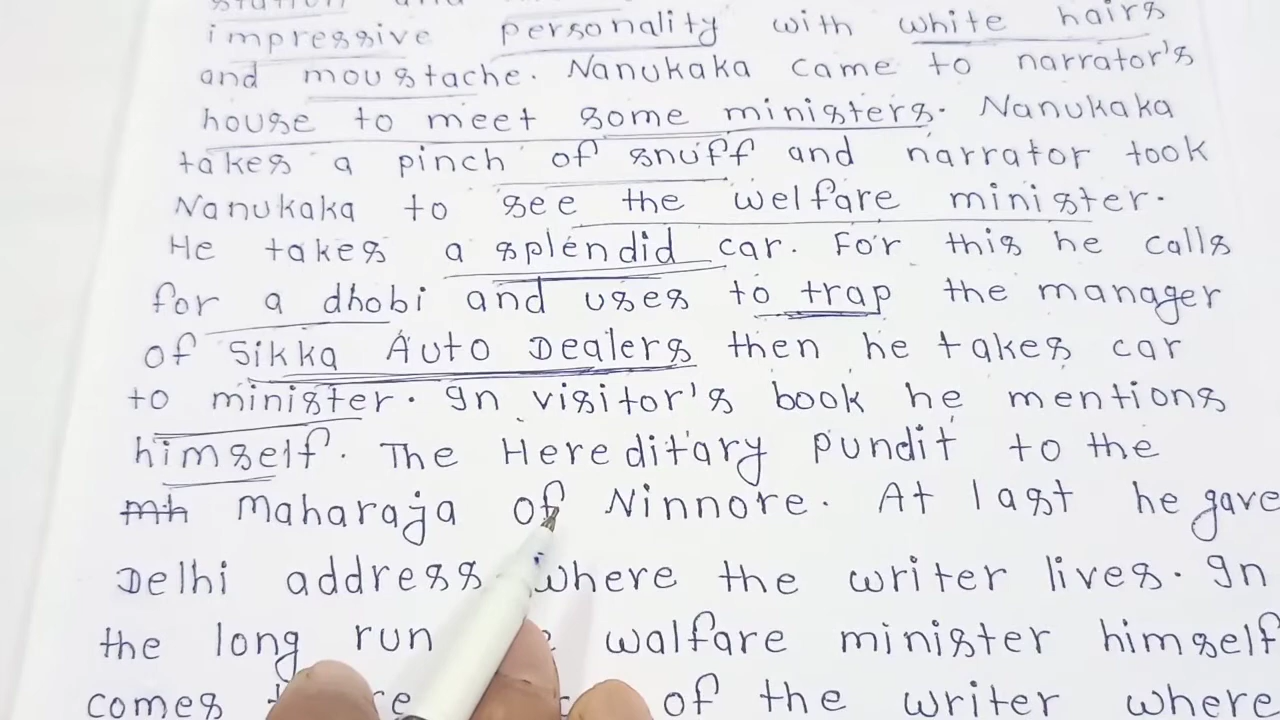 station and
impressive personality with white hairs
and moustache. Nanukaka came to narrator's
house to meet some ministers. Nanukaka
takes a pinch of snuff and narrator took
Nanukaka to see the welfare minister.
He takes a splendid car. For this he calls
for a dhobi and uses to trap the manager
of Sikka Auto Dealers then he takes car
to minister. In visitor's book he mentions
himself. The Hereditary pundit to the
mh Maharaja of Ninnore. At last he gave
Delhi address where the writer lives. In
the long run walfare minister himself
comes of the writer where